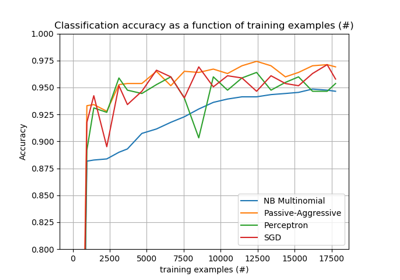 Classification accuracy as a function of training examples (#)
1.000
0.975
0.950
0.925
0.900
0.875
0.850
0.825
0.800
Accuracy
NB Multinomial
Passive-Aggressive
Perceptron
SGD
0 2500 5000 7500 10000 12500 15000 17500
training examples (#)